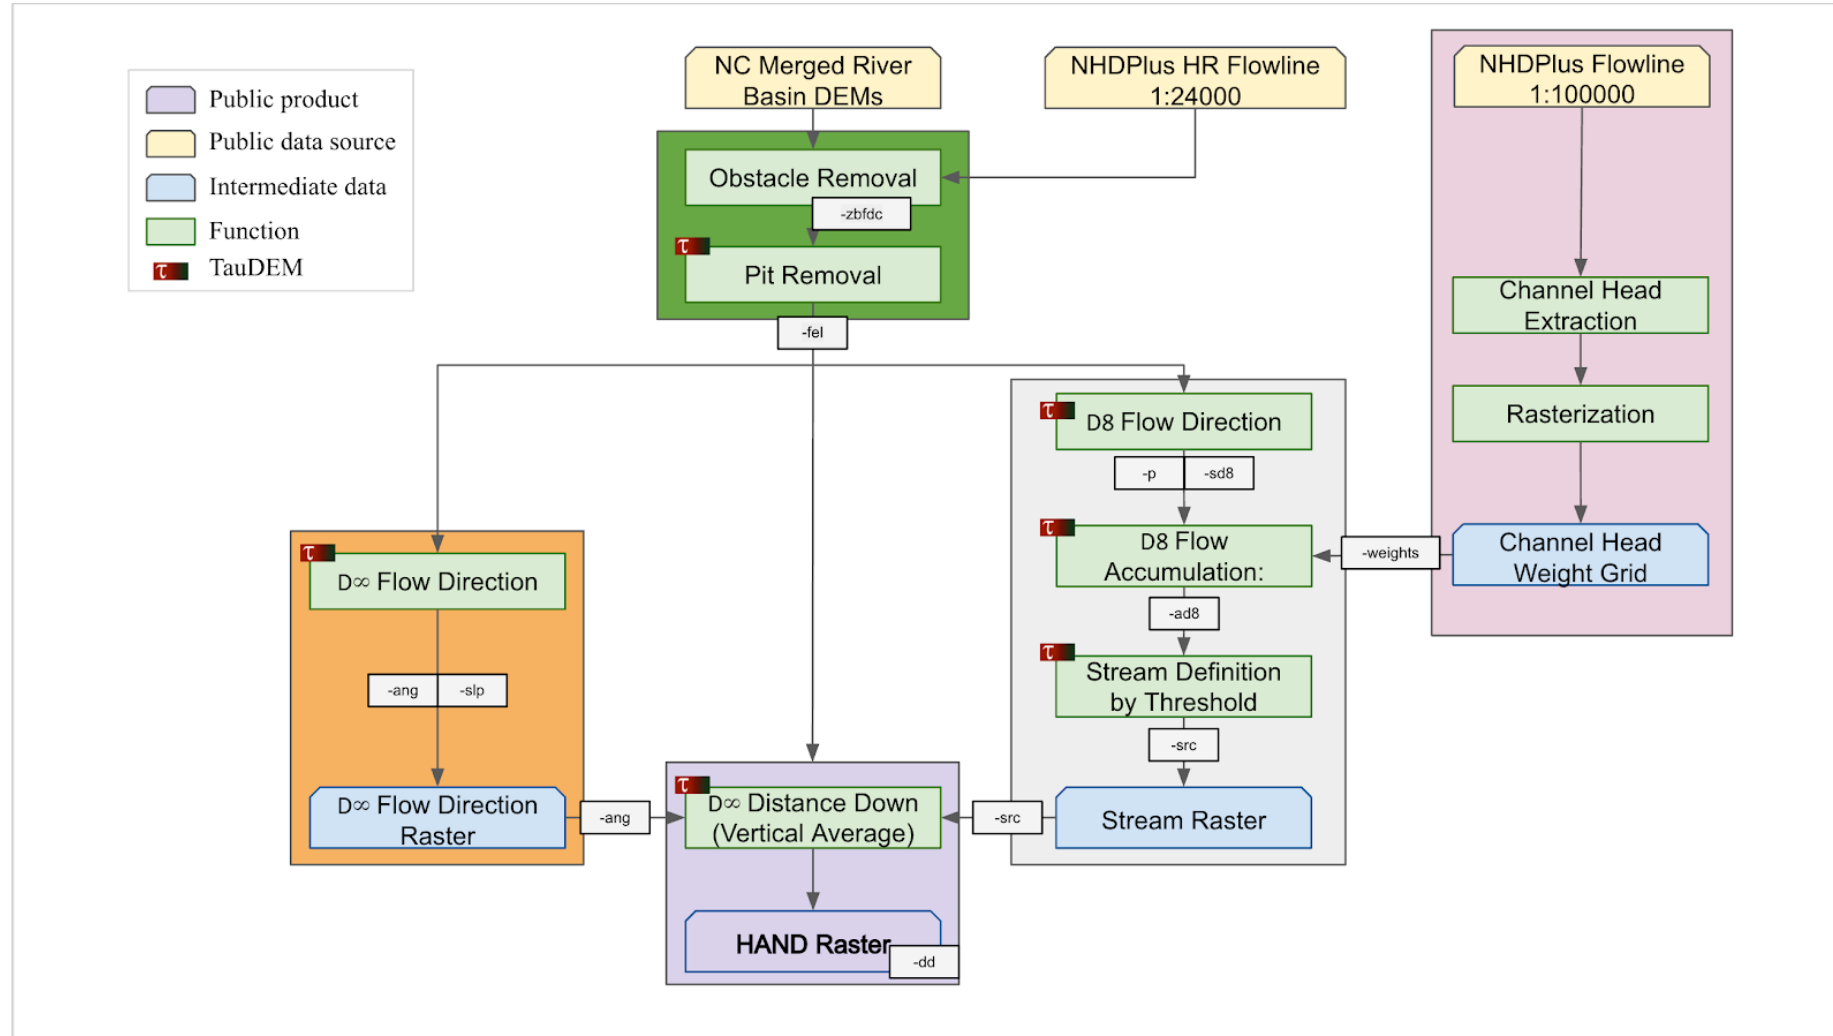 Public product
Public data source
Intermediate data
Function
τ TauDEM
NC Merged River
Basin DEMs
NHDPlus HR Flowline
1:24000
NHDPlus Flowline
1:100000
Obstacle Removal
-zbfdc
τ
Pit Removal
-fel
Channel Head
Extraction
Rasterization
Channel Head
Weight Grid
-weights
τ
D8 Flow Direction
-p
-sd8
τ
D8 Flow
Accumulation:
-ad8
τ
Stream Definition
by Threshold
-src
Stream Raster
-src
τ
D∞ Flow Direction
-ang
-slp
D∞ Flow Direction
Raster
-ang
τ
D∞ Distance Down
(Vertical Average)
HAND Raster
-dd